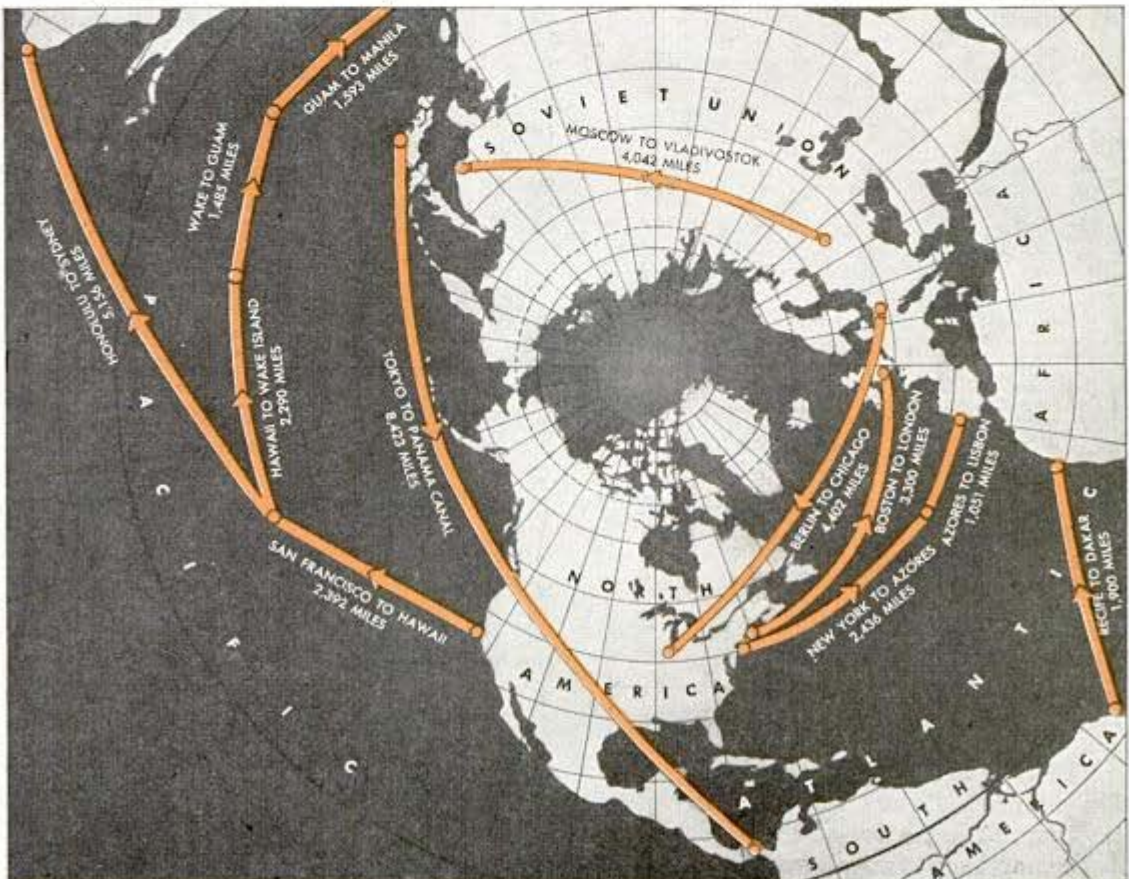 GUAM TO MANILA
1,593 MILES
SOVIET UNION
MOSCOW TO VLADIVOSTOK
4,042 MILES
WAKE TO GUAM
1,485 MILES
HONOLULU TO SYDNEY
5,156 MILES
AFRICA
PACIFIC
HAWAII TO WAKE ISLAND
2,290 MILES
TOKYO TO PANAMA CANAL
8,423 MILES
BERLIN TO CHICAGO
4,402 MILES
BOSTON TO LONDON
3,300 MILES
AZORES TO LISBON
1,051 MILES
SAN FRANCISCO TO HAWAII
2,392 MILES
NORTH
AMERICA
NEW YORK TO AZORES
2,436 MILES
RECIFE TO DAKAR
1,900 MILES
ATLANTIC
SOUTH
AMERICA